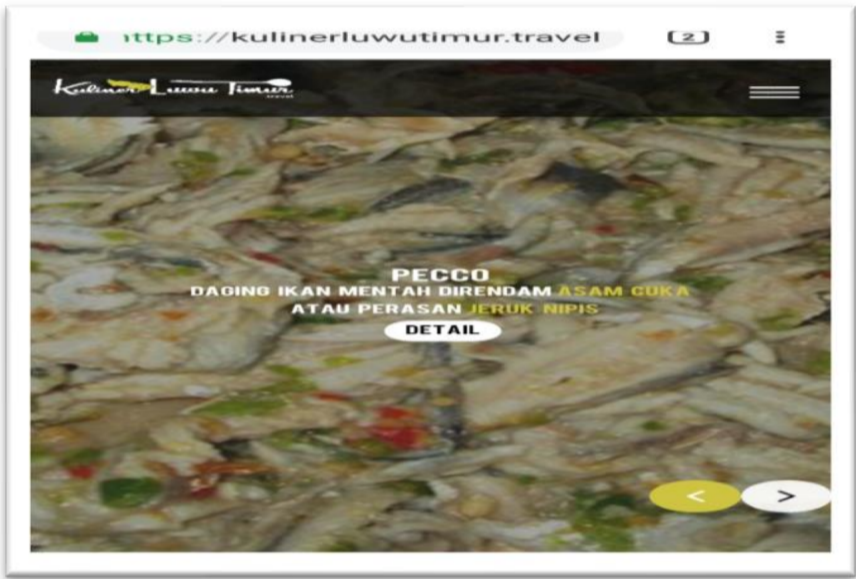 ttps://kulinerluwutimur.travel 2
Kuliner Luwu Timur
travel
PECCO
DAGING IKAN MENTAH DIRENDAM ASAM CUKA
ATAU PERASAN JERUK NIPIS
DETAIL
< >